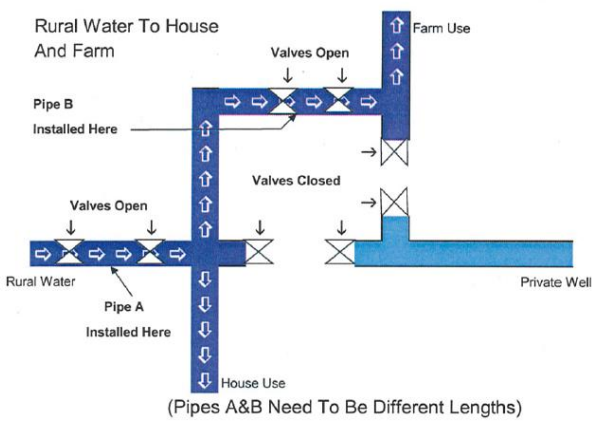 Rural Water To House
And Farm
Farm Use
Valves Open
Pipe B
Installed Here
Valves Closed
Valves Open
Rural Water
Private Well
Pipe A
Installed Here
House Use
(Pipes A&B Need To Be Different Lengths)